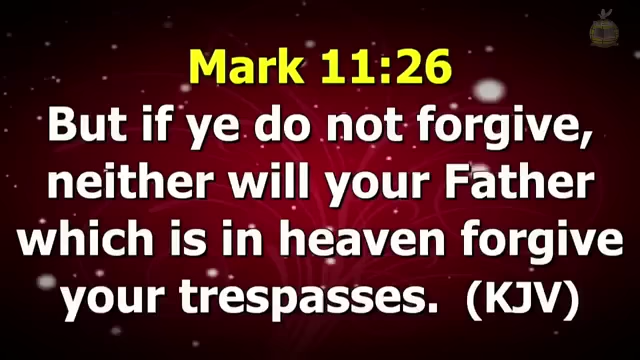 Mark 11:26
But if ye do not forgive,
neither will your Father
which is in heaven forgive
your trespasses.  (KJV)